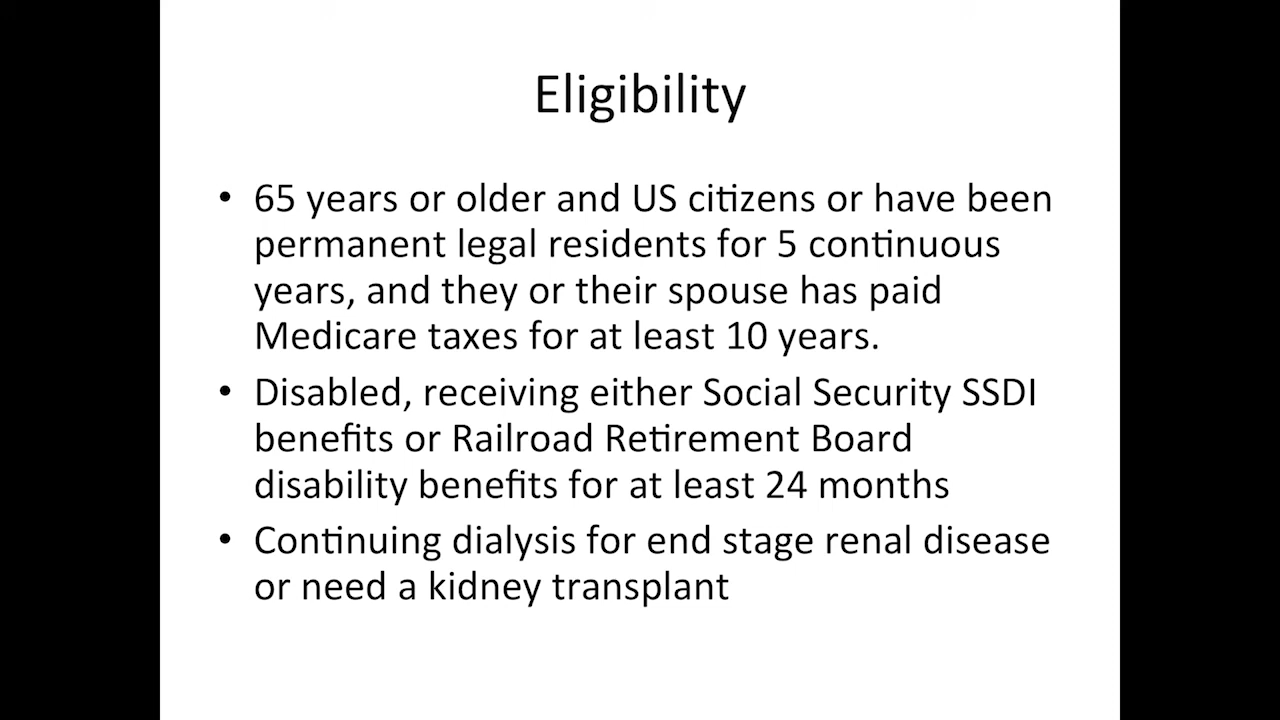 Eligibility
• 65 years or older and US citizens or have been
permanent legal residents for 5 continuous
years, and they or their spouse has paid
Medicare taxes for at least 10 years.
• Disabled, receiving either Social Security SSDI
benefits or Railroad Retirement Board
disability benefits for at least 24 months
• Continuing dialysis for end stage renal disease
or need a kidney transplant